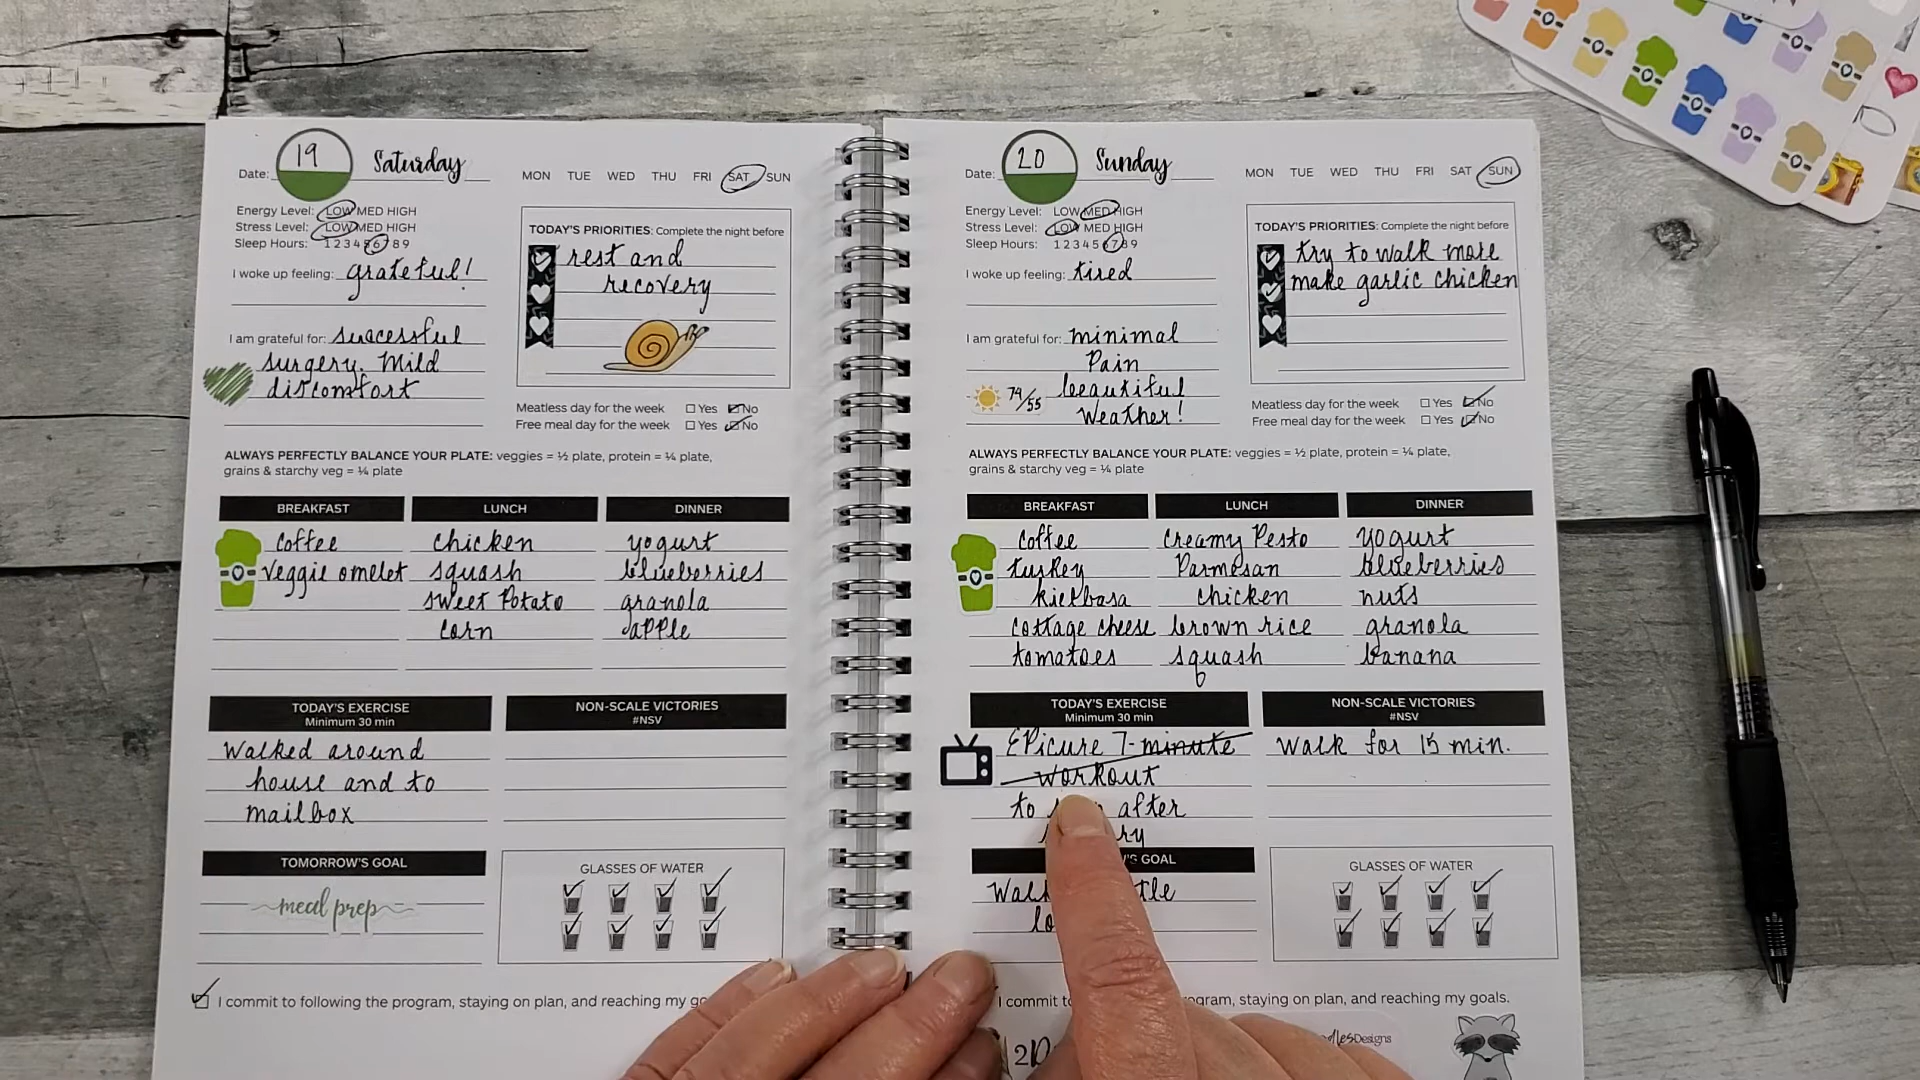 19 Saturday
Date:
MON TUE WED THU FRI SAT SUN
Energy Level: LOW MED HIGH
Stress Level: LOW MED HIGH
Sleep Hours: 1 2 3 4 5 6 7 8 9
I woke up feeling: grateful!
I am grateful for: successful
surgery. Mild
discomfort
TODAY'S PRIORITIES: Complete the night before
rest and
recovery
Meatless day for the week Yes No
Free meal day for the week Yes No
ALWAYS PERFECTLY BALANCE YOUR PLATE: veggies = ½ plate, protein = ¼ plate,
grains & starchy veg = ¼ plate
BREAKFAST
coffee
veggie omelet
LUNCH
chicken
squash
sweet Potato
corn
DINNER
yogurt
blueberries
granola
apple
TODAY'S EXERCISE
Minimum 30 min
walked around
house and to
mailbox
NON-SCALE VICTORIES
#NSV
TOMORROW'S GOAL
meal prep
GLASSES OF WATER
I commit to following the program, staying on plan, and reaching my
20 Sunday
Date:
MON TUE WED THU FRI SAT SUN
Energy Level: LOW MED HIGH
Stress Level: LOW MED HIGH
Sleep Hours: 1 2 3 4 5 6 7 8 9
I woke up feeling: tired
I am grateful for: minimal
Pain
74/55 beautiful
Weather!
TODAY'S PRIORITIES: Complete the night before
try to walk more
make garlic chicken
Meatless day for the week Yes No
Free meal day for the week Yes No
ALWAYS PERFECTLY BALANCE YOUR PLATE: veggies = ½ plate, protein = ¼ plate,
grains & starchy veg = ¼ plate
BREAKFAST
coffee
turkey
kielbasa
cottage cheese
tomatoes
LUNCH
creamy Pesto
Parmesan
chicken
brown rice
squash
DINNER
yogurt
blueberries
nuts
granola
banana
TODAY'S EXERCISE
Minimum 30 min
EPicure 7-minute
workout
to after
NON-SCALE VICTORIES
#NSV
walk for 15 min.
GOAL
Walk
GLASSES OF WATER
commit staying on plan, and reaching my goals.
Designs